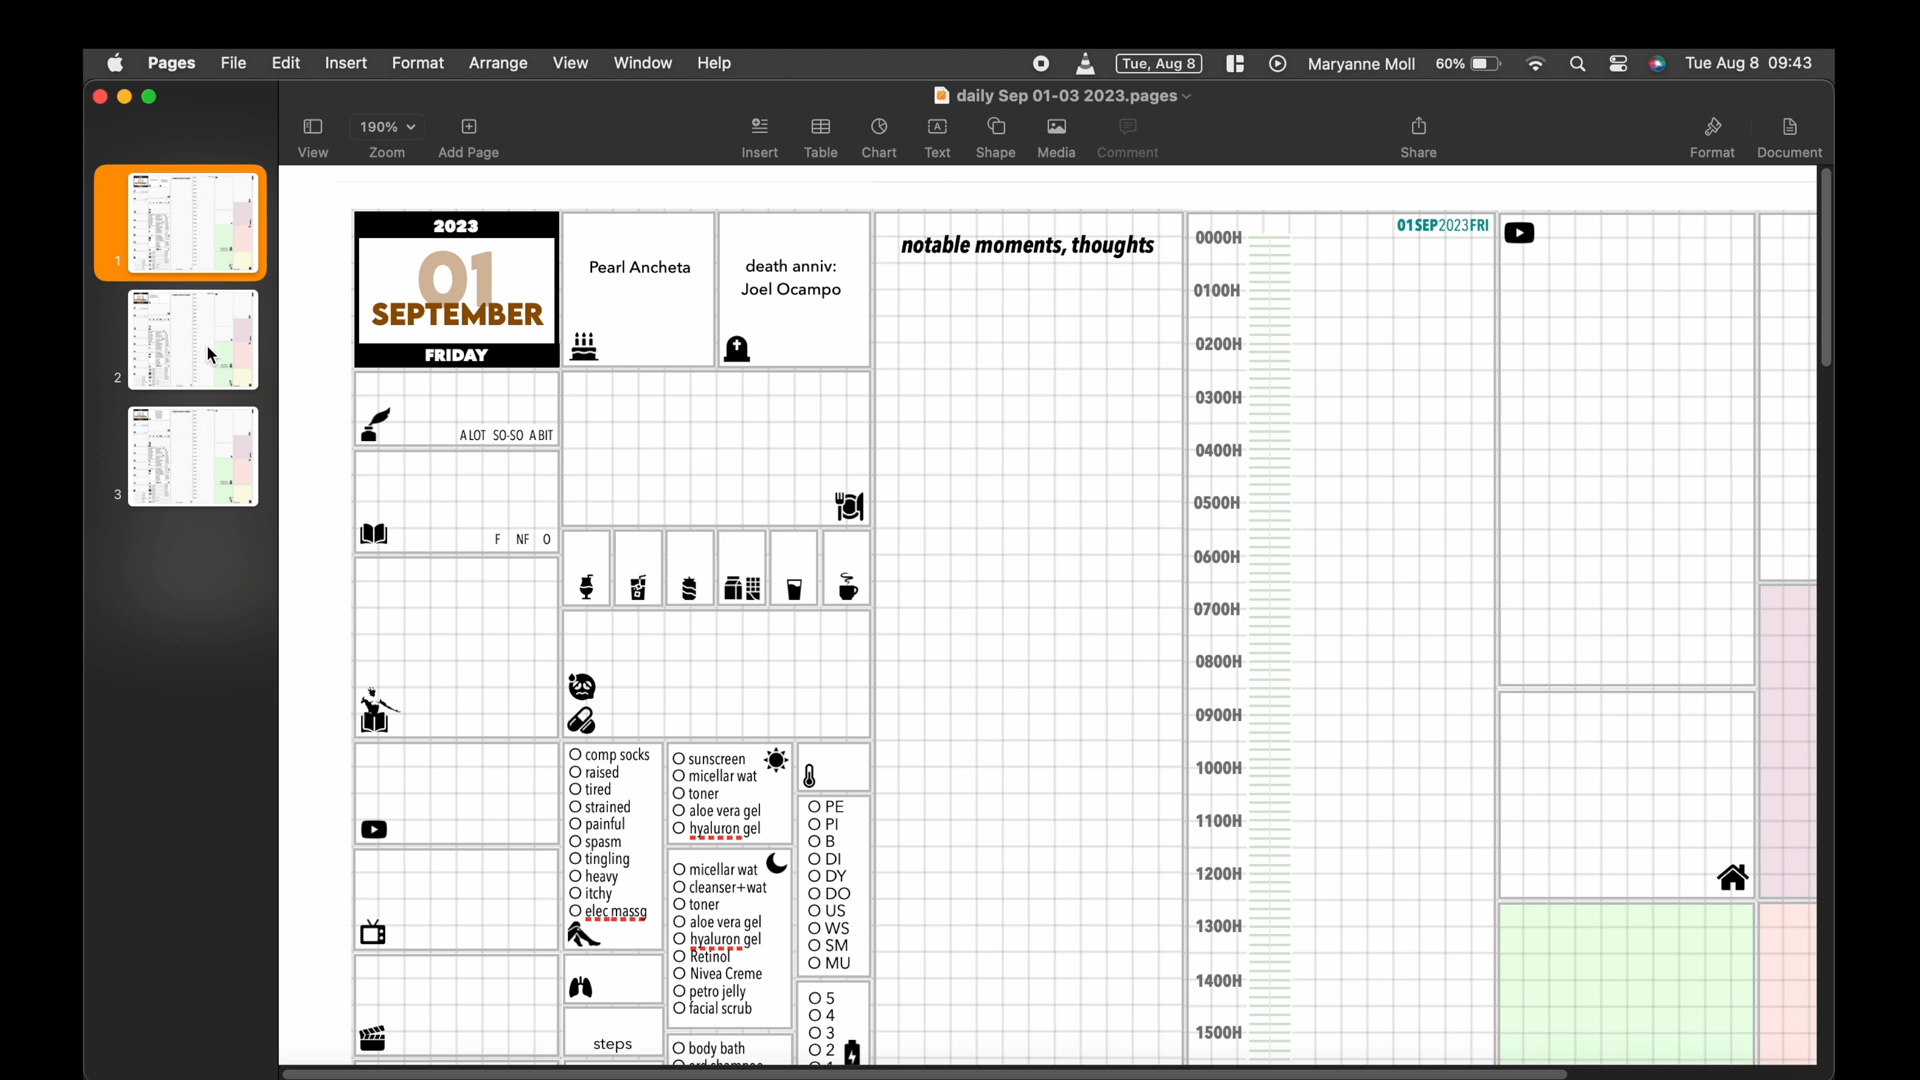 Pages File Edit Insert Format Arrange View Window Help
Tue, Aug 8 Maryanne Moll 60% Tue Aug 8 09:43
daily Sep 01-03 2023.pages
190%
View Zoom Add Page Insert Table Chart Text Shape Media Comment Share Format Document
1
2
3
2023
01
SEPTEMBER
FRIDAY
Pearl Ancheta
death anniv:
Joel Ocampo
A LOT SO-SO A BIT
F NF O
comp socks
raised
tired
strained
painful
spasm
tingling
heavy
itchy
elec massg
steps
sunscreen
micellar wat
toner
aloe vera gel
hyaluron gel
micellar wat
cleanser+wat
toner
aloe vera gel
hyaluron gel
Retinol
Nivea Creme
petro jelly
facial scrub
body bath
PE
PI
B
DI
DY
DO
US
WS
SM
MU
5
4
3
2
notable moments, thoughts
01SEP2023FRI
0000H
0100H
0200H
0300H
0400H
0500H
0600H
0700H
0800H
0900H
1000H
1100H
1200H
1300H
1400H
1500H